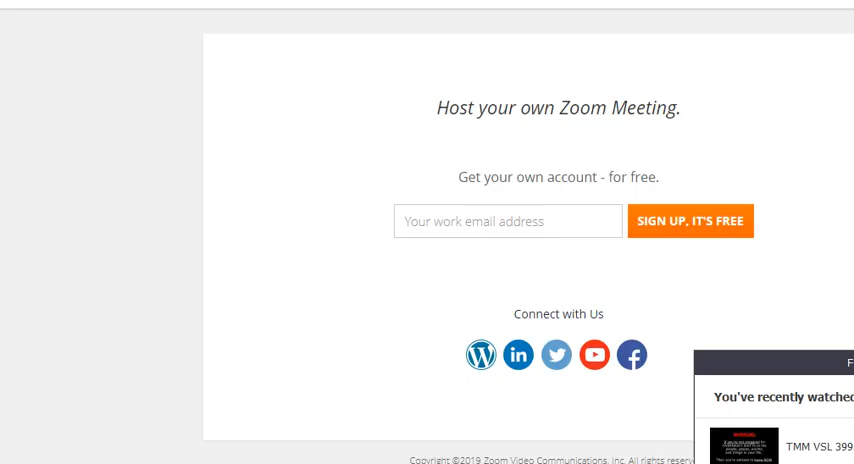 Host your own Zoom Meeting.
Get your own account - for free.
Your work email address
SIGN UP, IT'S FREE
Connect with Us
F
You've recently watched
WARNING:
TMM VSL 399
Copyright ©2019 Zoom Video Communications, Inc. All rights reserv